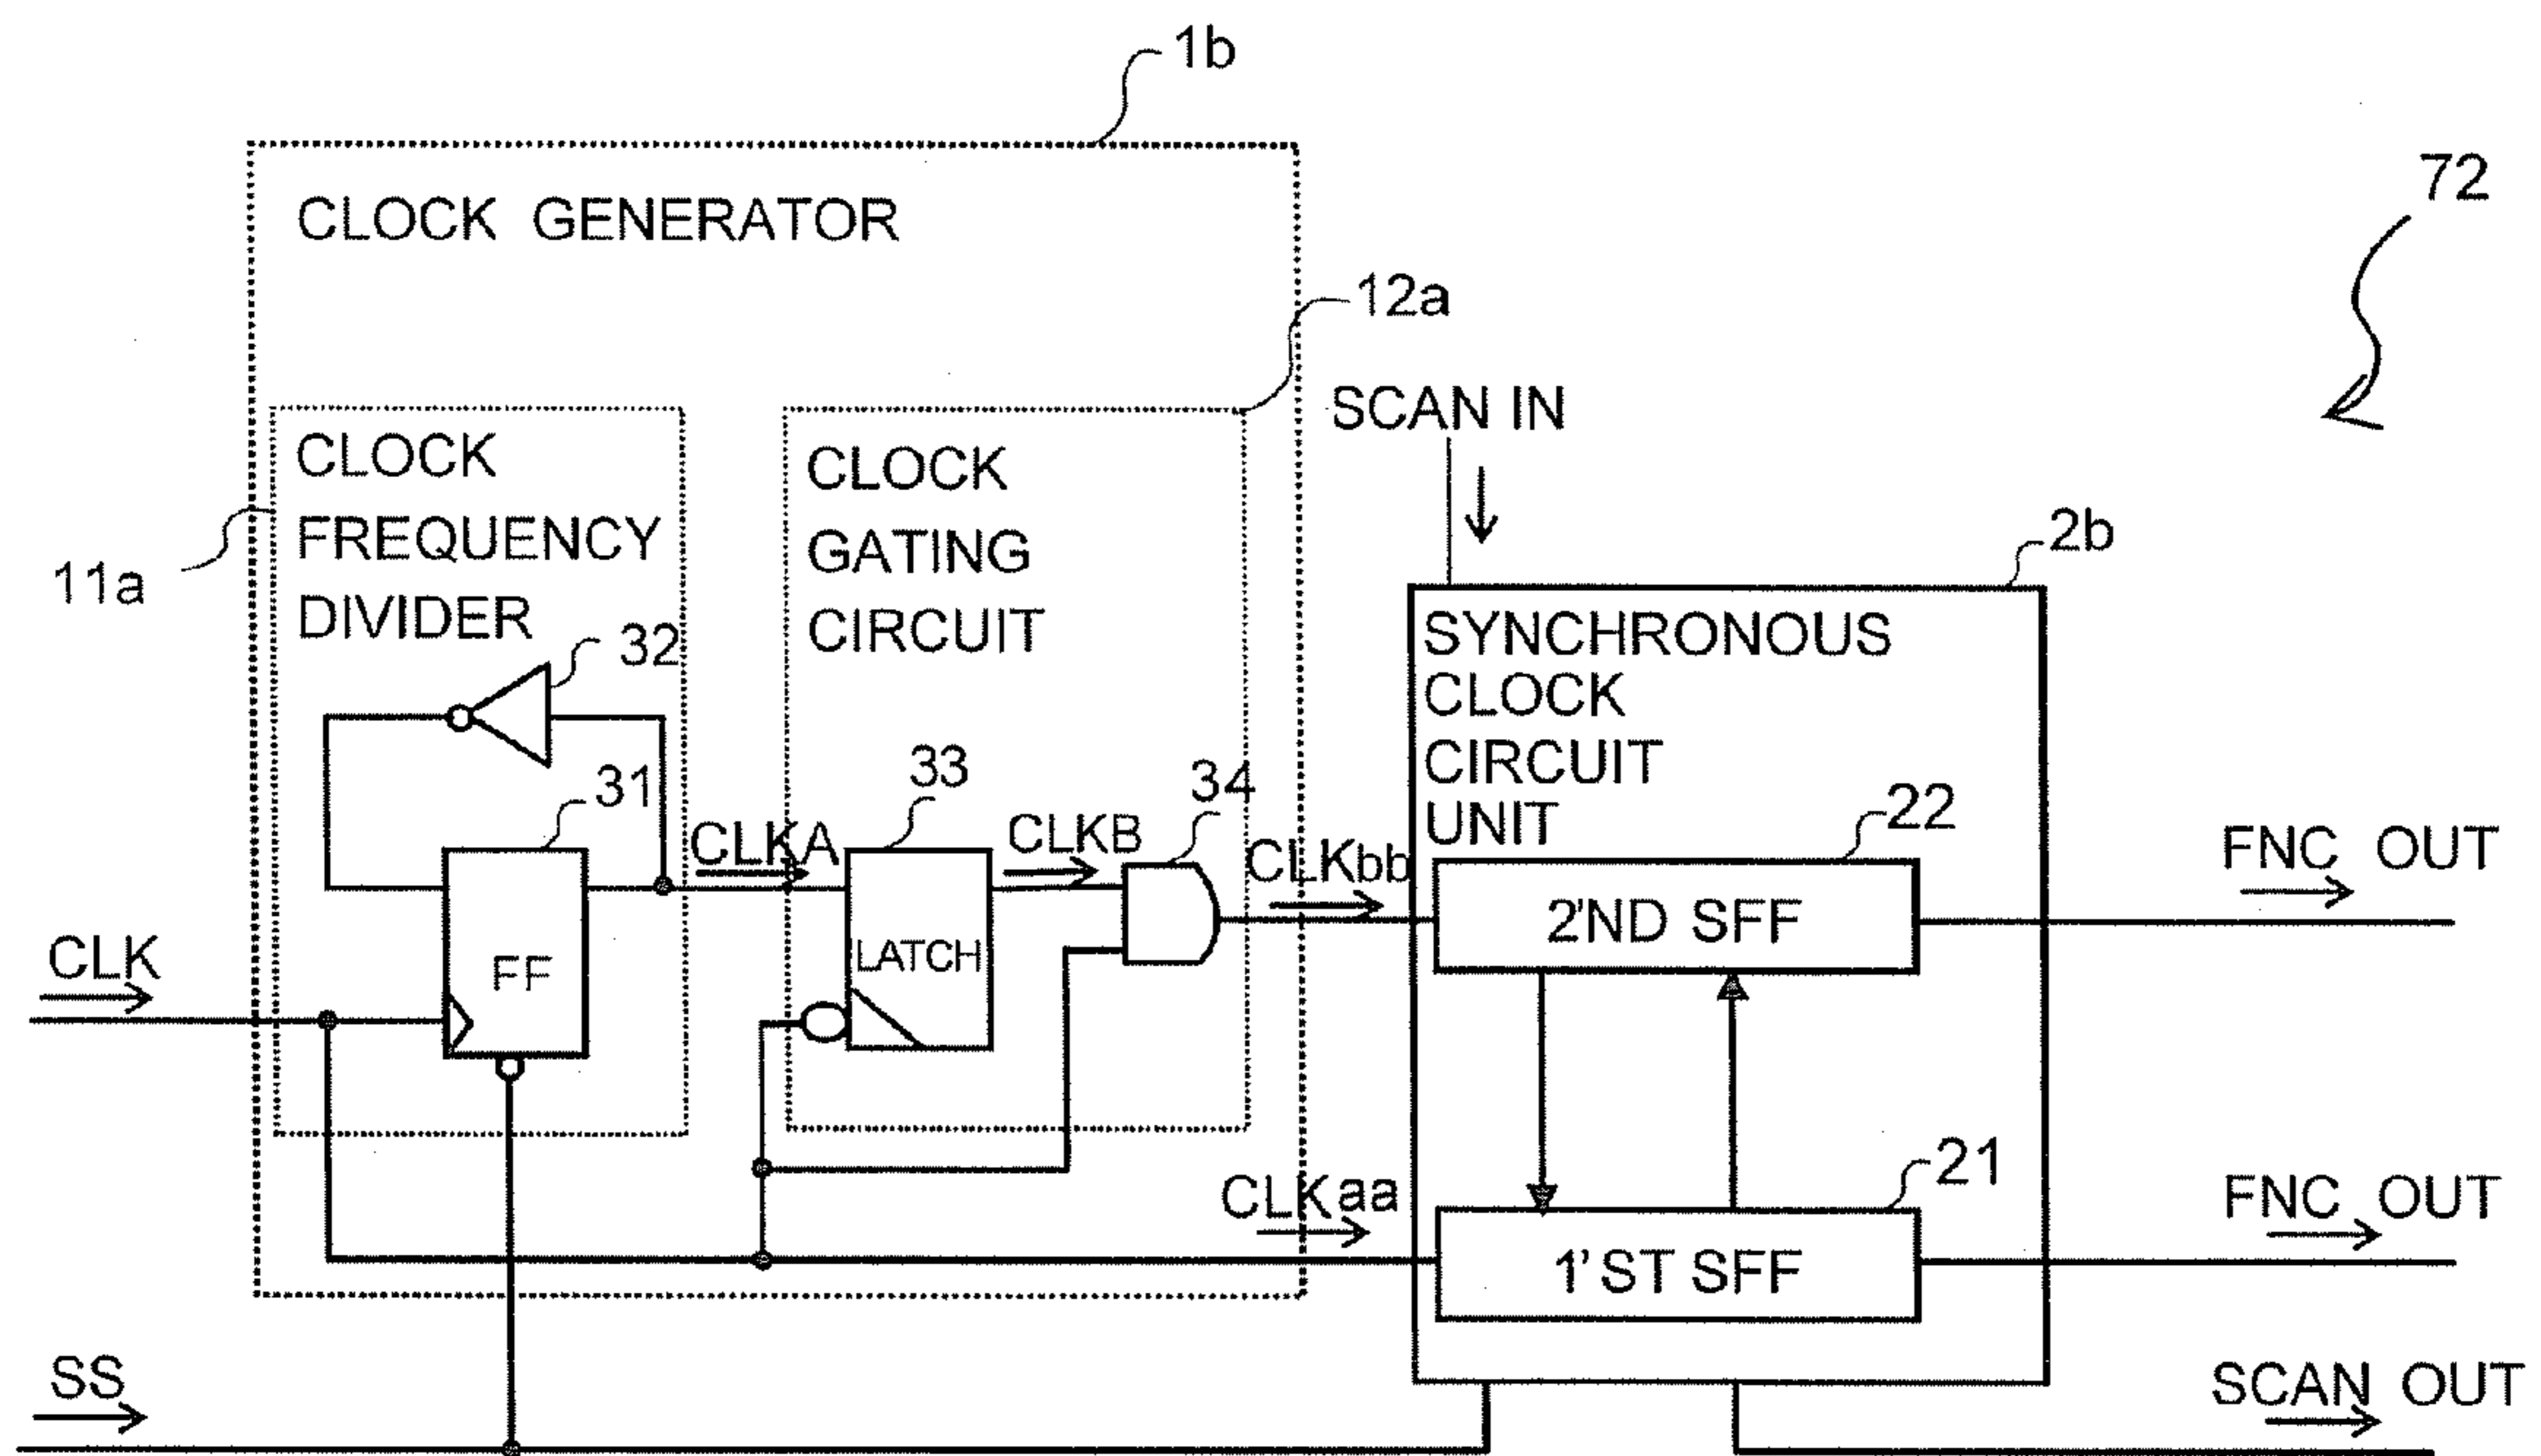 1b
72
CLOCK GENERATOR
12a
SCAN IN
CLOCK
FREQUENCY
DIVIDER
CLOCK
GATING
CIRCUIT
11a
2b
SYNCHRONOUS
CLOCK
CIRCUIT
UNIT
32
31
33
34
22
CLKA
CLKB
CLKbb
FNC OUT
2'ND SFF
CLK
FF
LATCH
21
CLKaa
FNC OUT
1'ST SFF
SS
SCAN OUT